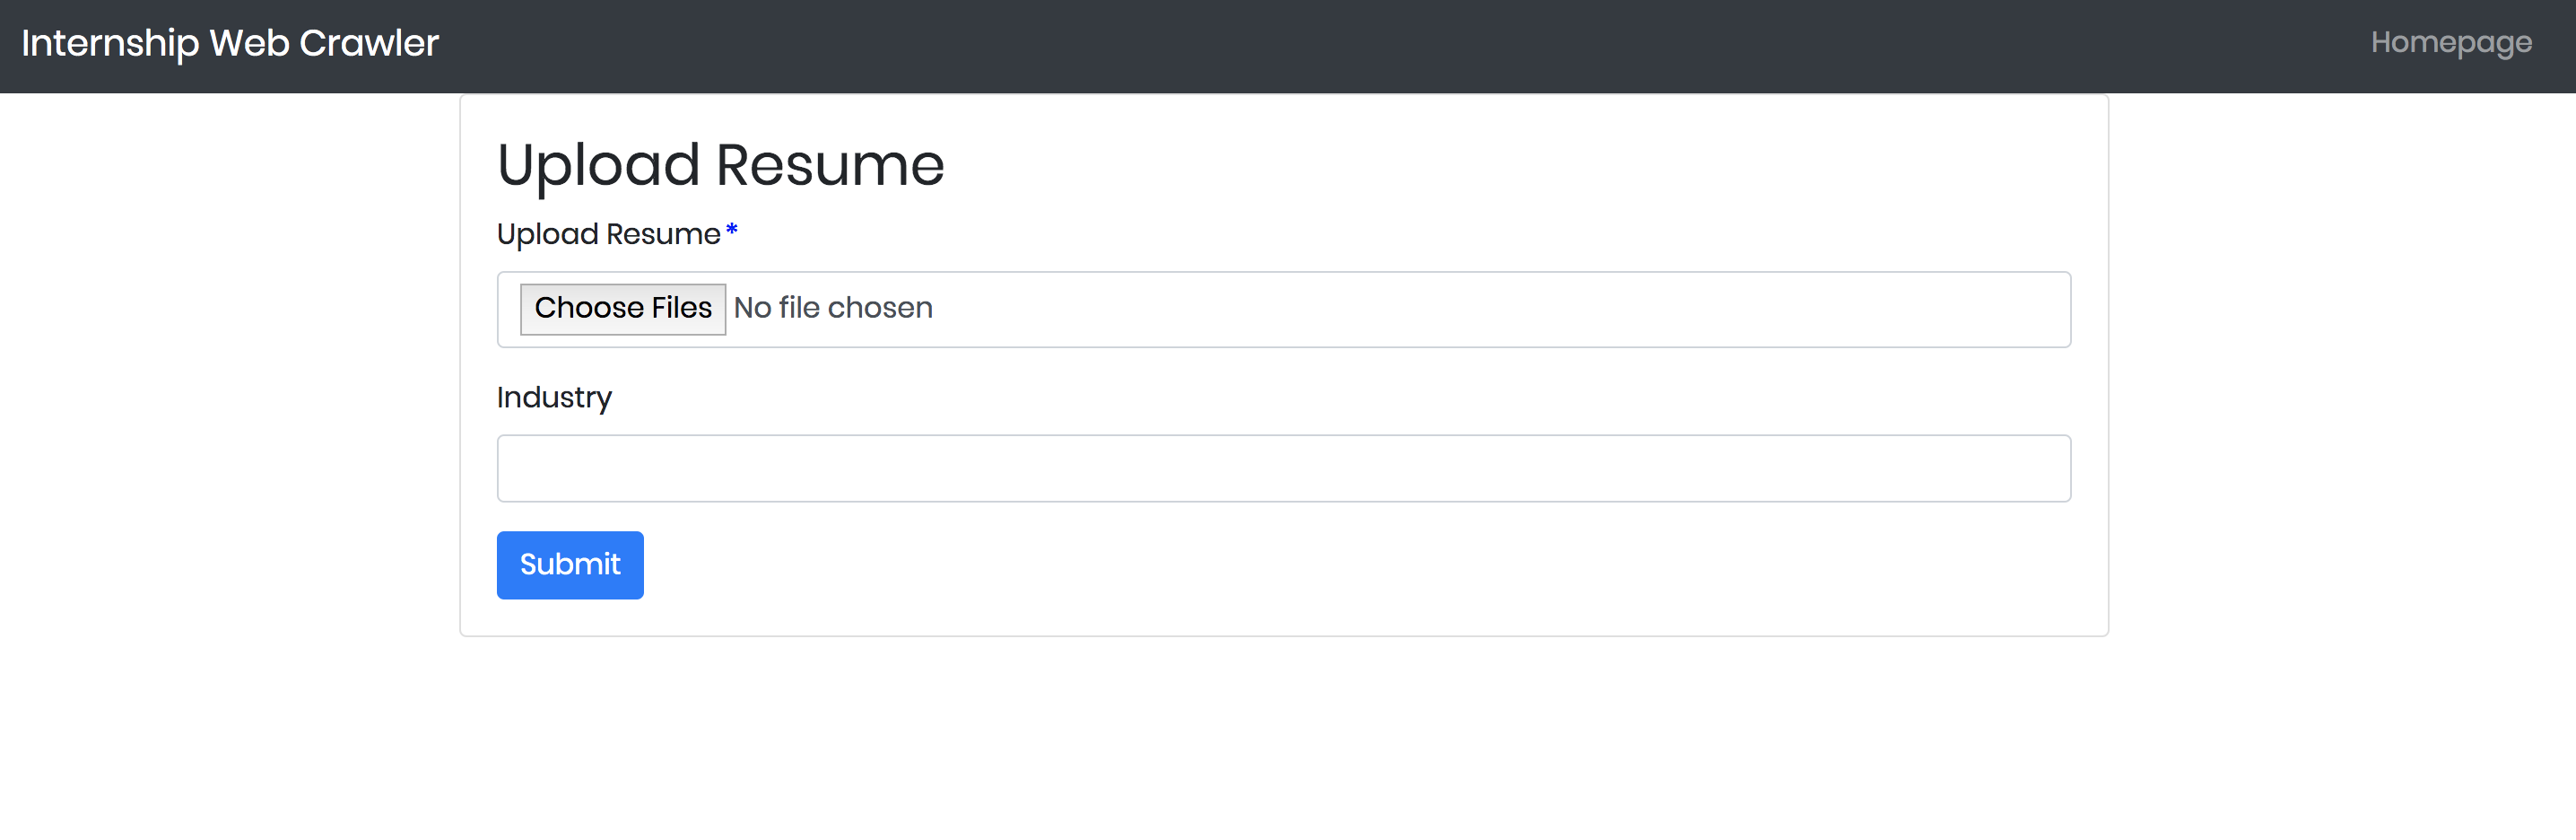 Internship Web Crawler Homepage
Upload Resume
Upload Resume*
Choose Files No file chosen
Industry
Submit